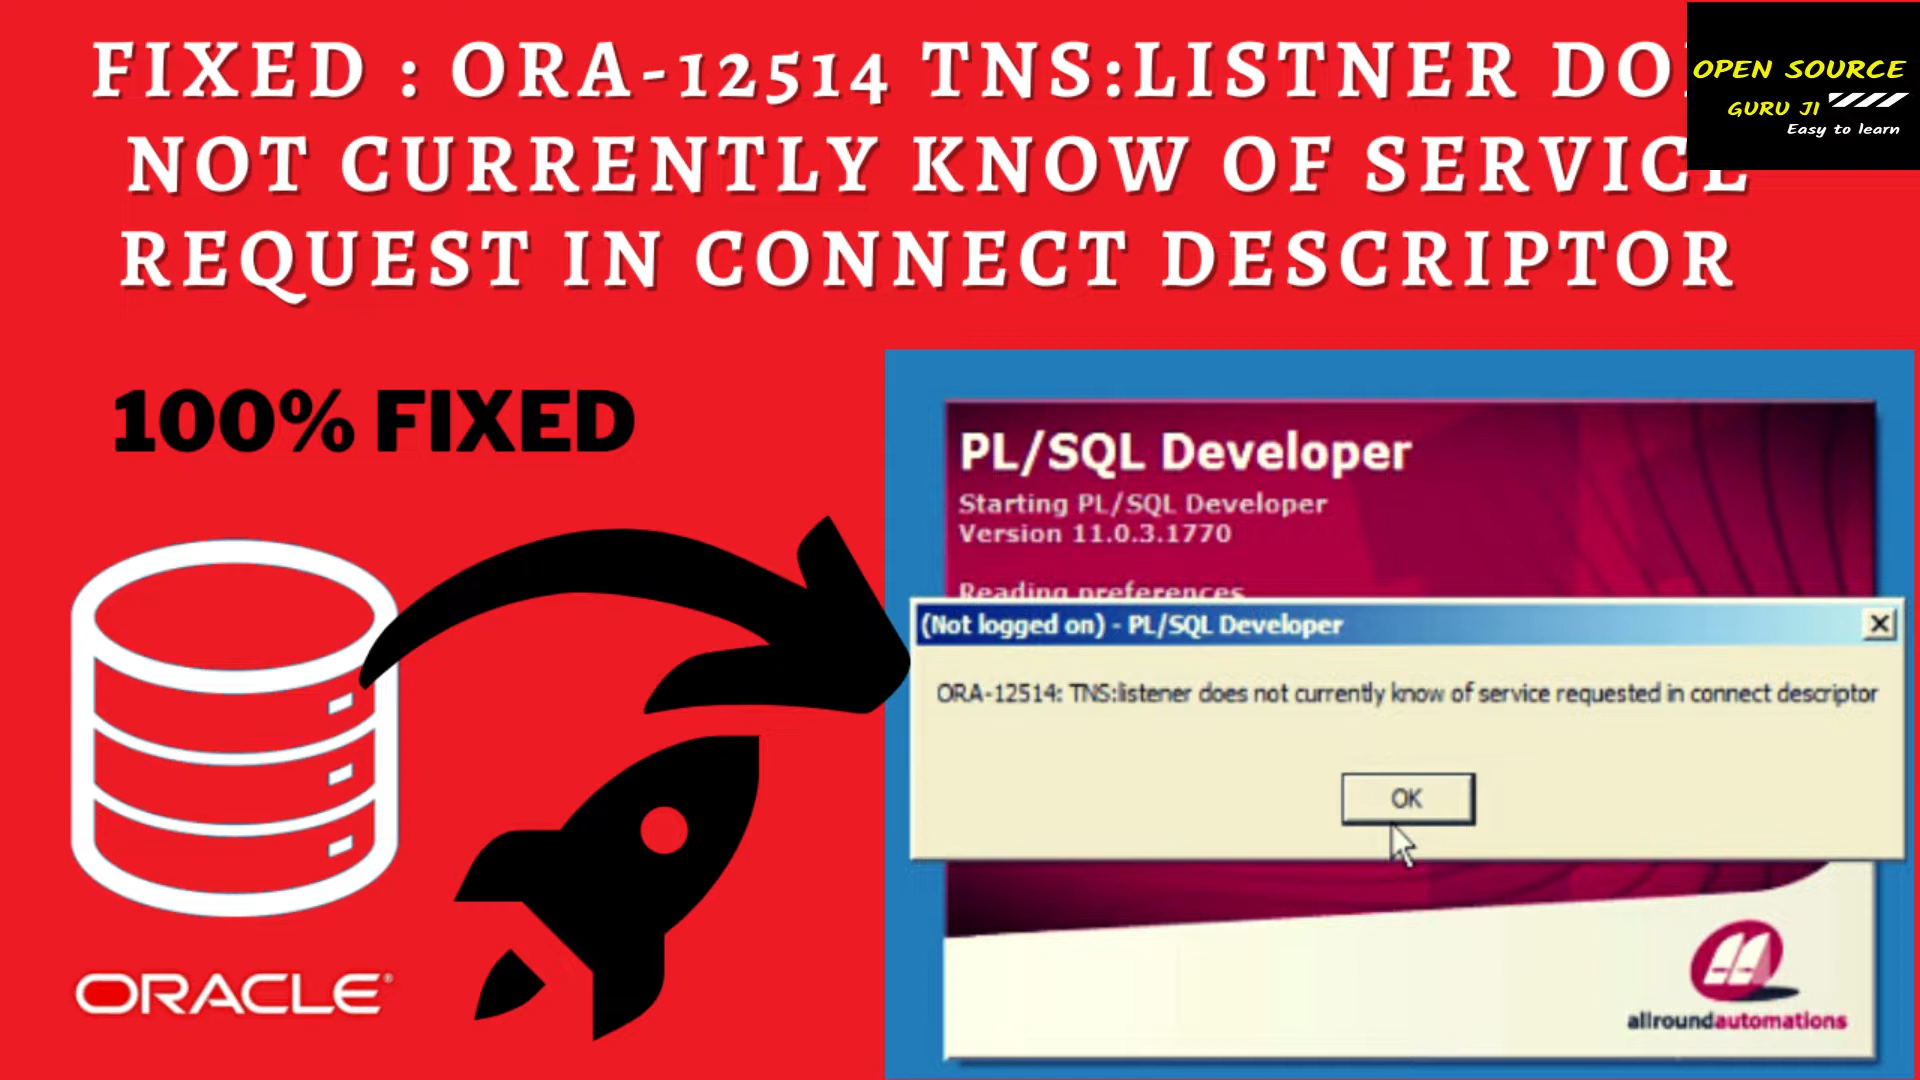 FIXED : ORA-12514 TNS:LISTNER
NOT CURRENTLY KNOW OF SERVICE
REQUEST IN CONNECT DESCRIPTOR
OPEN SOURCE
GURU JI
Easy to learn
100% FIXED
PL/SQL Developer
Starting PL/SQL Developer
Version 11.0.3.1770
Reading preferences
(Not logged on) - PL/SQL Developer
ORA-12514: TNS:listener does not currently know of service requested in connect descriptor
OK
ORACLE®
allroundautomations